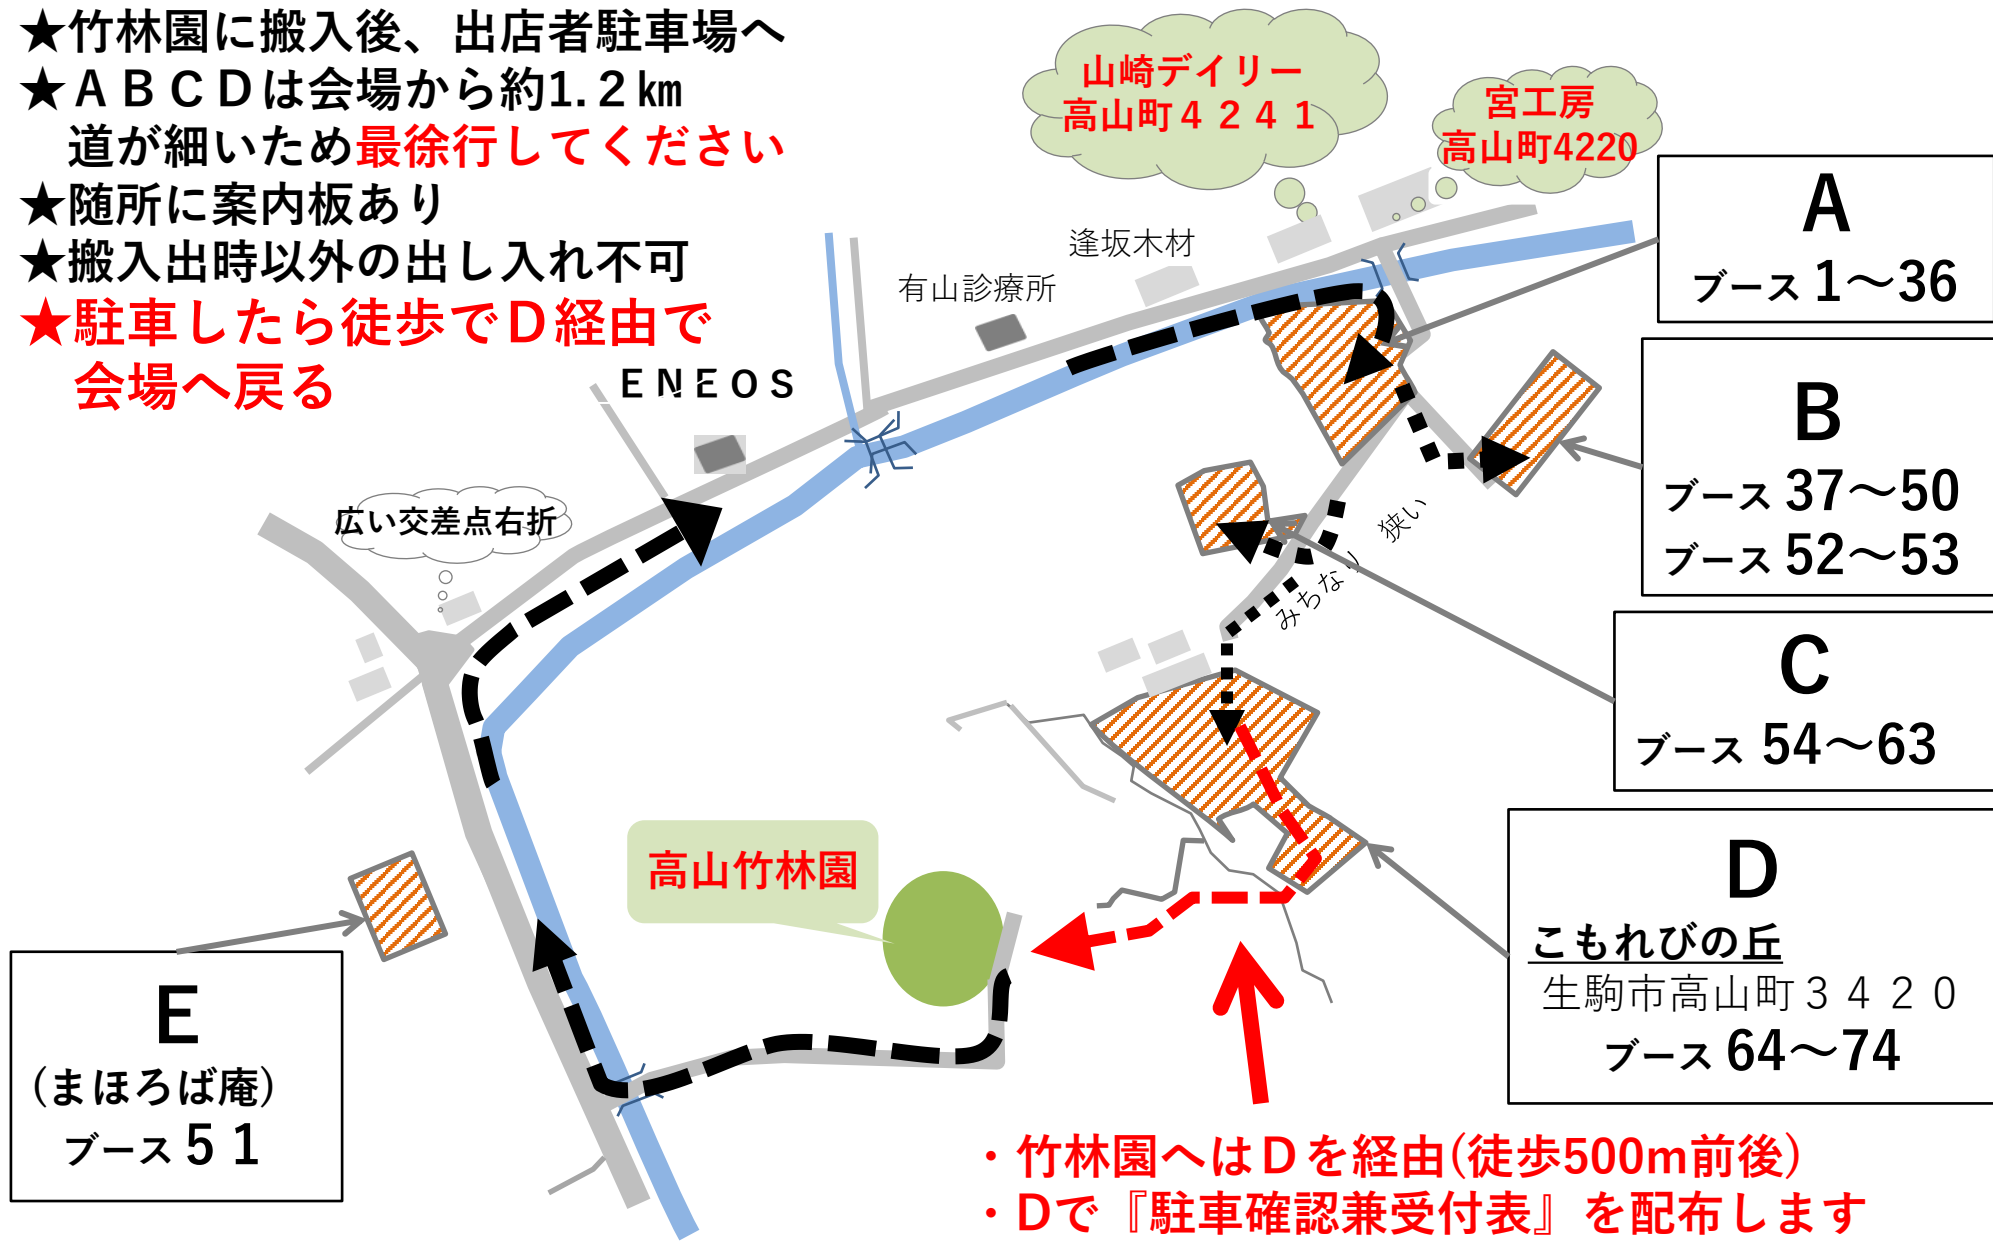 ★竹林園に搬入後、出店者駐車場へ
★ＡＢＣＤは会場から約1.２㎞
道が細いため最徐行してください
★随所に案内板あり
★搬入出時以外の出し入れ不可
★駐車したら徒歩でＤ経由で
会場へ戻る
山崎デイリー
高山町４２４１
宮工房
高山町4220
逢坂木材
有山診療所
ＥＮＥＯＳ
広い交差点右折
A
ブース 1～36
B
ブース 37～50
ブース 52～53
狭い
みちなり
C
ブース 54～63
高山竹林園
D
こもれびの丘
生駒市高山町３４２０
ブース 64～74
E
(まほろば庵)
ブース５１
・竹林園へはＤを経由(徒歩500m前後)
・Dで『駐車確認兼受付表』を配布します